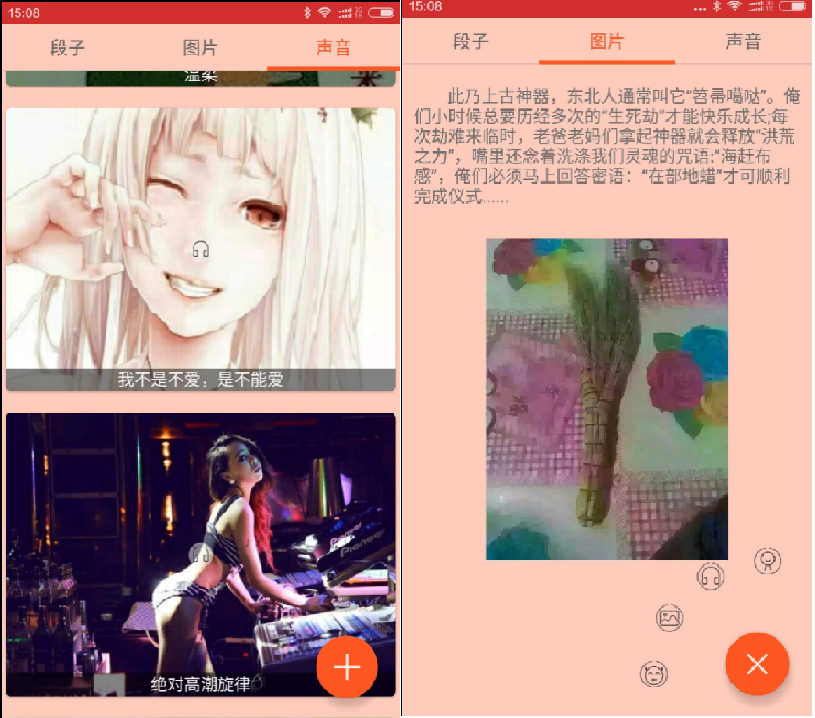 15:08
段子 图片 声音
温柔
我不是不爱，是不能爱
Pioneer
Pioneer
绝对高潮旋律
15:08
段子 图片 声音
此乃上古神器，东北人通常叫它“笤帚噶哒”。俺
们小时候总要历经多次的“生死劫”才能快乐成长;每
次劫难来临时，老爸老妈们拿起神器就会释放“洪荒
之力”，嘴里还念着洗涤我们灵魂的咒语:“海赶布
感”，俺们必须马上回答密语：“在部地蜡”才可顺利
完成仪式……